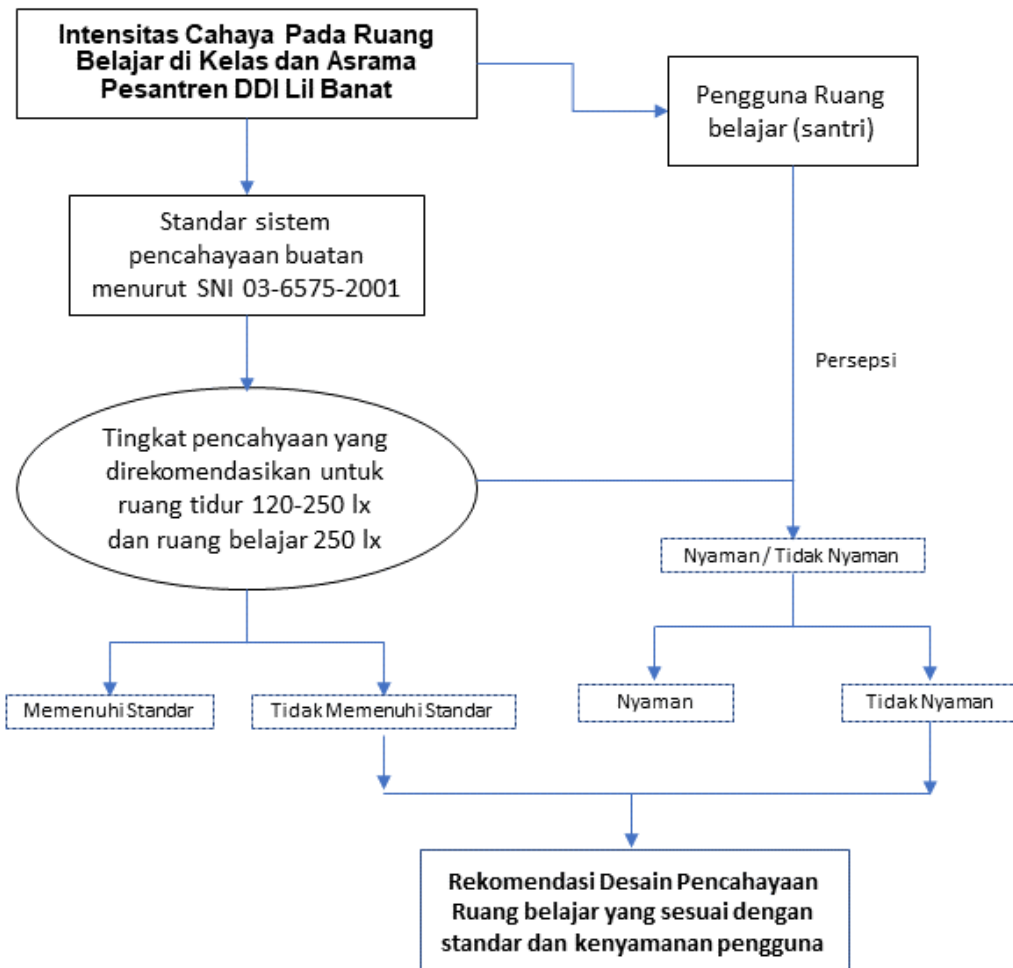 Intensitas Cahaya Pada Ruang
Belajar di Kelas dan Asrama
Pesantren DDI Lil Banat
Pengguna Ruang
belajar (santri)
Standar sistem
pencahayaan buatan
menurut SNI 03-6575-2001
Persepsi
Tingkat pencahyaan yang
direkomendasikan untuk
ruang tidur 120-250 lx
dan ruang belajar 250 lx
Nyaman / Tidak Nyaman
Memenuhi Standar
Tidak Memenuhi Standar
Nyaman
Tidak Nyaman
Rekomendasi Desain Pencahayaan
Ruang belajar yang sesuai dengan
standar dan kenyamanan pengguna